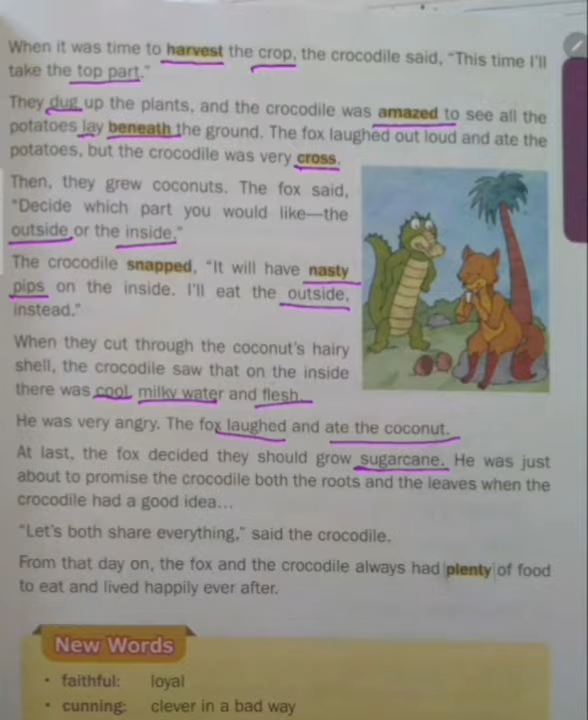 When it was time to harvest the crop, the crocodile said, "This time I'll
take the top part."
They dug up the plants, and the crocodile was amazed to see all the
potatoes lay beneath the ground. The fox laughed out loud and ate the
potatoes, but the crocodile was very cross.
Then, they grew coconuts. The fox said,
"Decide which part you would like—the
outside or the inside."
The crocodile snapped, "It will have nasty
pips on the inside. I'll eat the outside,
instead."
When they cut through the coconut's hairy
shell, the crocodile saw that on the inside
there was cool, milky water and flesh.
He was very angry. The fox laughed and ate the coconut.
At last, the fox decided they should grow sugarcane. He was just
about to promise the crocodile both the roots and the leaves when the
crocodile had a good idea...
"Let's both share everything," said the crocodile.
From that day on, the fox and the crocodile always had plenty of food
to eat and lived happily ever after.
New Words
• faithful: loyal
• cunning: clever in a bad way